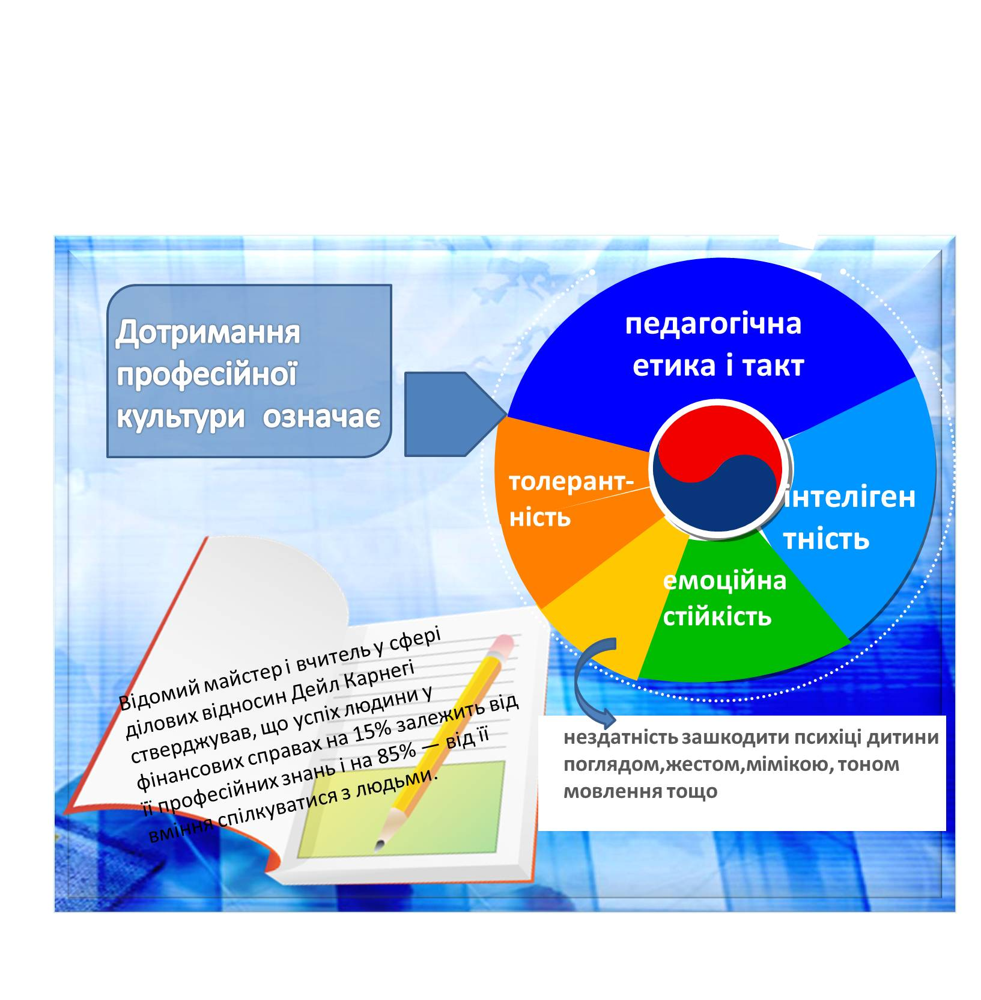 Дотримання
професійної
культури означає
педагогічна
етика і такт
толерант-
ність
інтеліген
тність
емоційна
стійкість
Відомий майстер і вчитель у сфері
ділових відносин Дейл Карнегі
стверджував, що успіх людини у
фінансових справах на 15% залежить від
її професійних знань і на 85% — від її
вміння спілкуватися з людьми.
нездатність зашкодити психіці дитини
поглядом,жестом,мімікою, тоном
мовлення тощо